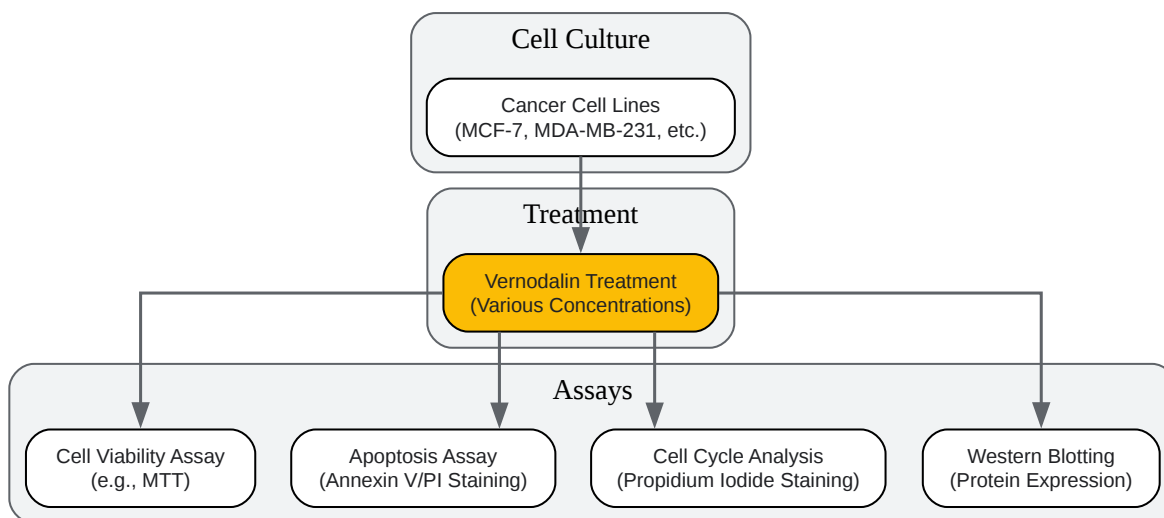 Cell Culture
Cancer Cell Lines
(MCF-7, MDA-MB-231, etc.)
Treatment
Vernodalin Treatment
(Various Concentrations)
Assays
Cell Viability Assay
(e.g., MTT)
Apoptosis Assay
(Annexin V/PI Staining)
Cell Cycle Analysis
(Propidium Iodide Staining)
Western Blotting
(Protein Expression)